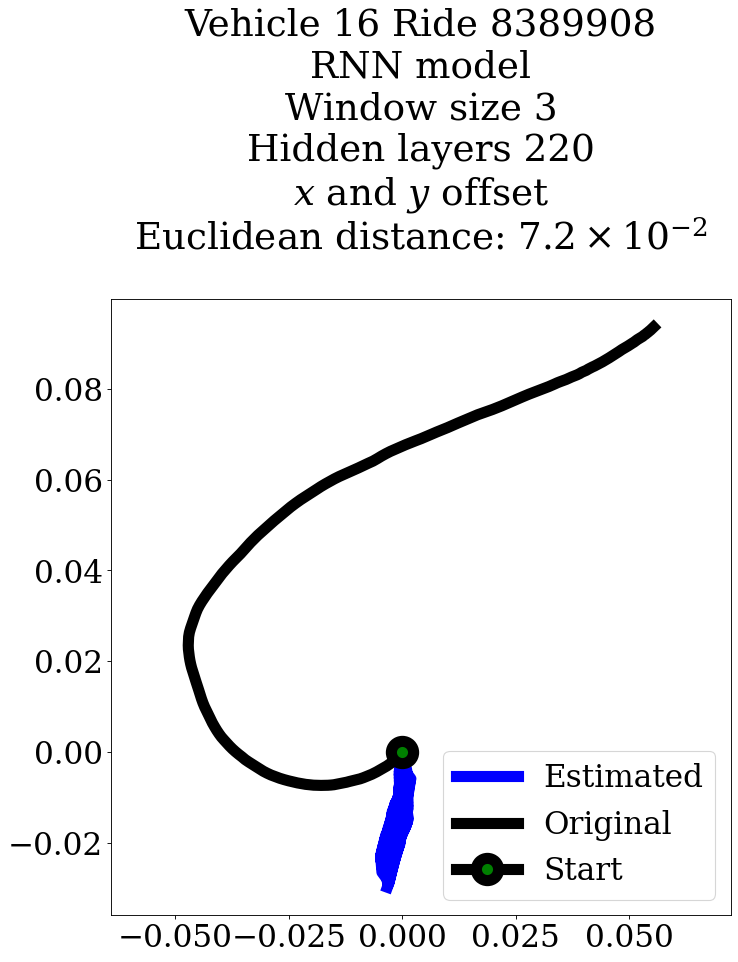 Vehicle 16 Ride 8389908
RNN model
Window size 3
Hidden layers 220
x and y offset
Euclidean distance: 7.2 × 10⁻²
0.08
0.06
0.04
0.02
0.00
−0.02
Estimated
Original
Start
−0.050 −0.025 0.000 0.025 0.050